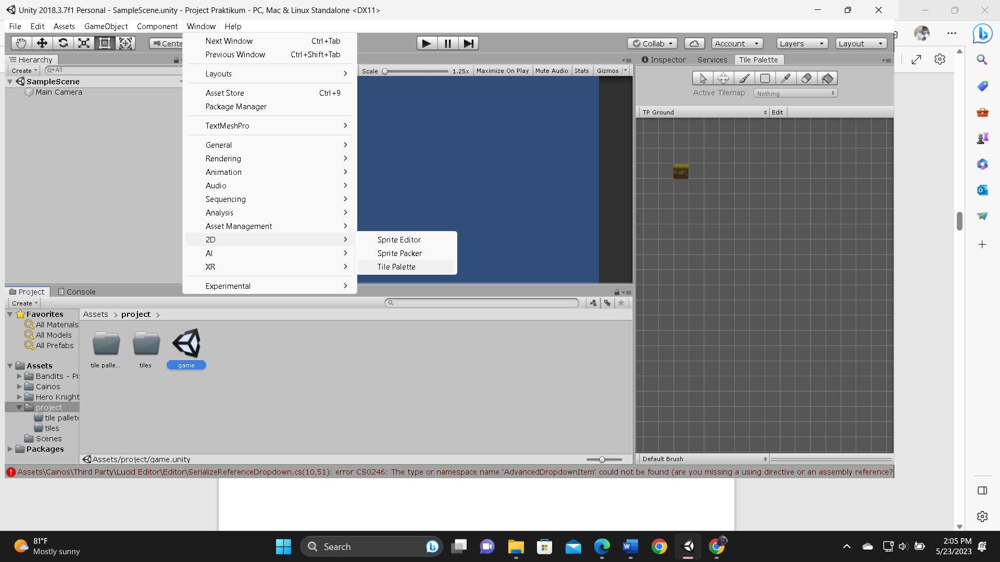 Unity 2018.3.7f1 Personal - SampleScene.unity - Project Praktikum - PC, Mac & Linux Standalone <DX11>
File Edit Assets GameObject Component Window Help
Cente
Collab
Account
Layers
Layout
Next Window Ctrl+Tab
Previous Window Ctrl+Shift+Tab
Layouts
Asset Store Ctrl+9
Package Manager
TextMeshPro
General
Rendering
Animation
Audio
Sequencing
Analysis
Asset Management
2D
AI
XR
Experimental
Sprite Editor
Sprite Packer
Tile Palette
Hierarchy
Create
All
SampleScene
Main Camera
Scale 1.25x Maximize On Play Mute Audio Stats Gizmos
Inspector Services Tile Palette
Active Tilemap Nothing
TP Ground Edit
Default Brush
Project Console
Create
Favorites
All Materials
All Models
All Prefabs
Assets
Bandits - Pi
Cainos
Hero Knight
project
tile pallete
tiles
Scenes
Packages
Assets project
tile palle... tiles game
Assets/project/game.unity
Assets\Cainos\Third Party\Lucid Editor\Editor\SerializeReferenceDropdown.cs(10,51): error CS0246: The type or namespace name 'AdvancedDropdownItem' could not be found (are you missing a using directive or an assembly reference?
81°F
Mostly sunny
Search
2:05 PM
5/23/2023